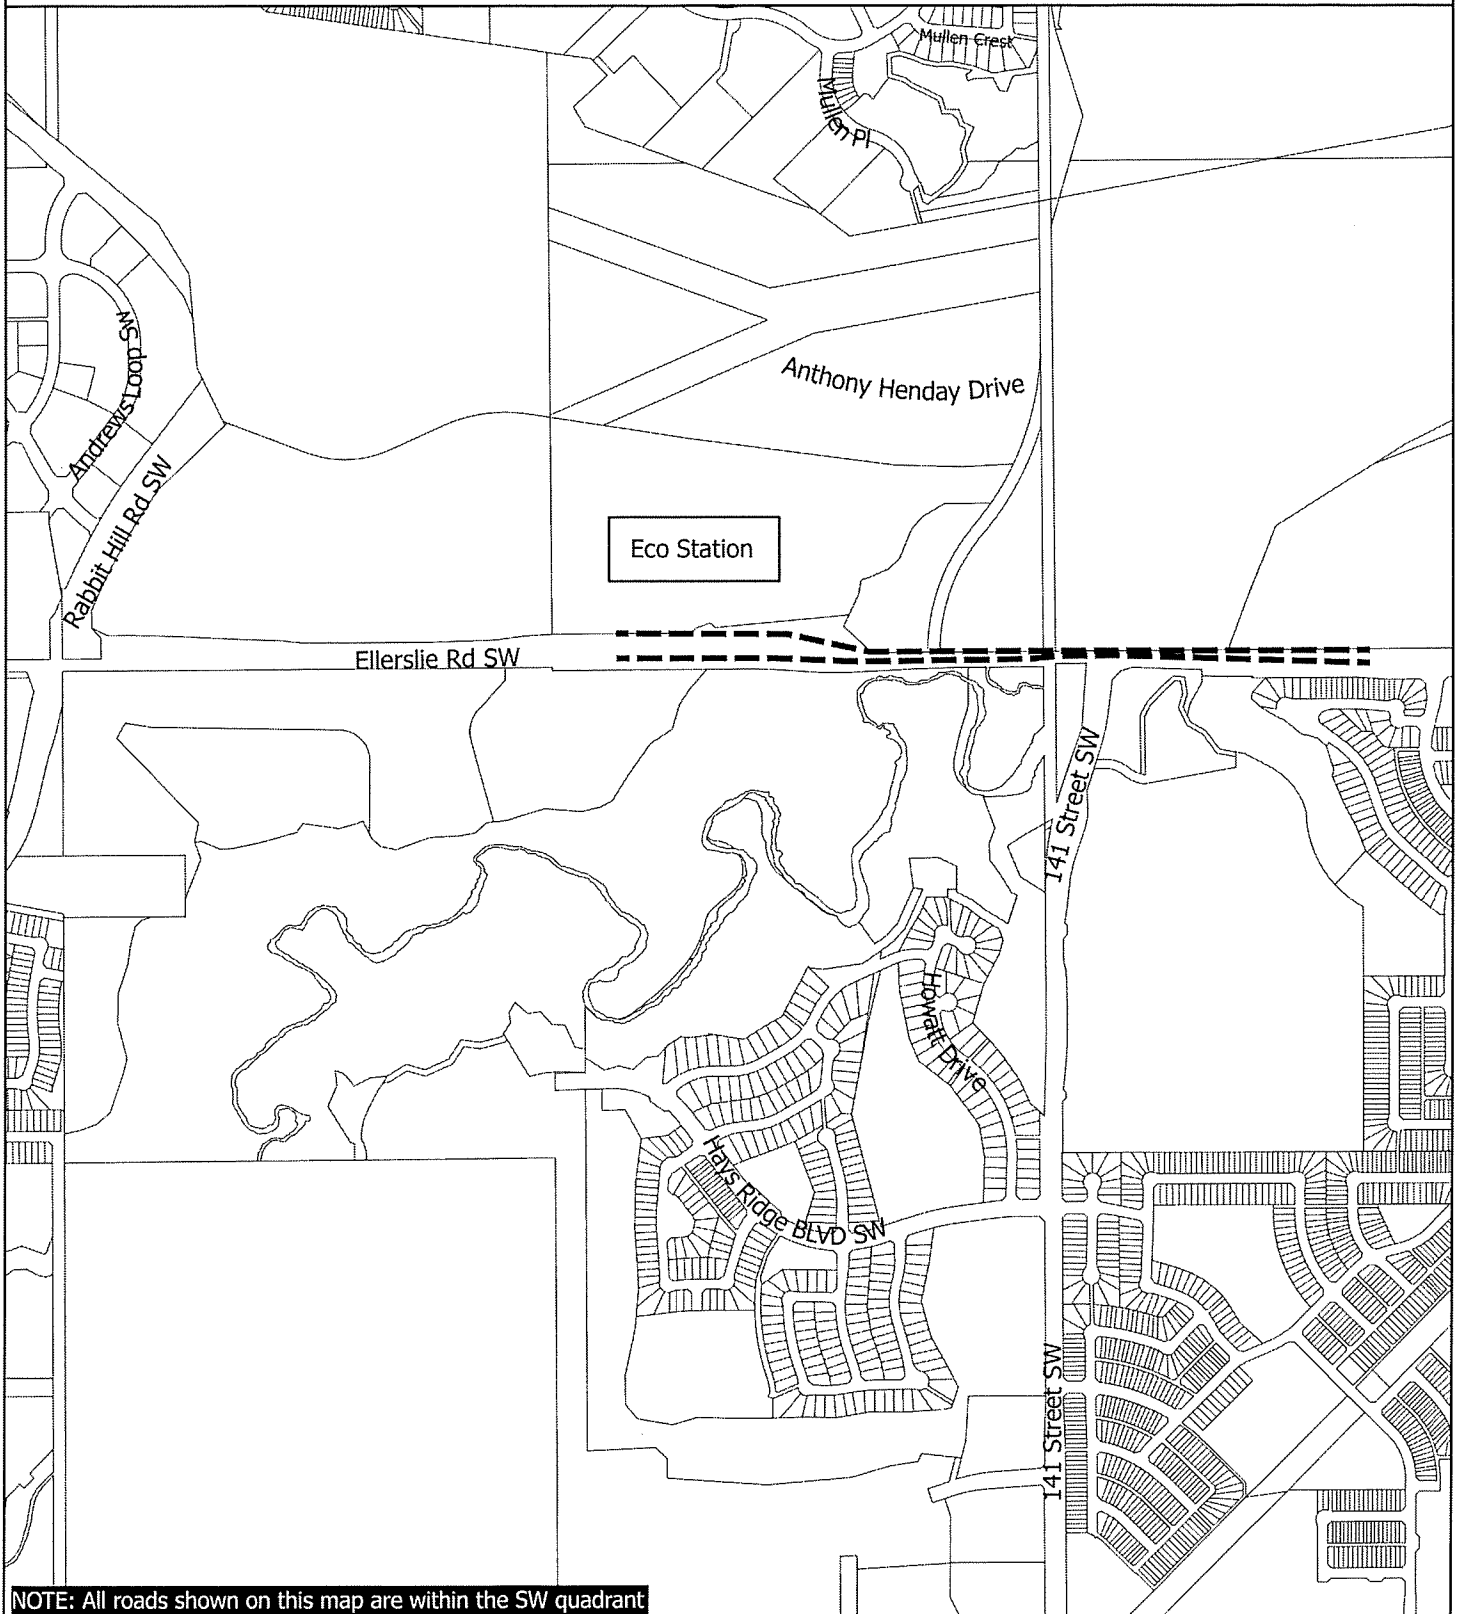 Mullen Crest
Mullen Pl
Andrews Loop SW
Anthony Henday Drive
Rabbit Hill Rd SW
Eco Station
Ellerslie Rd SW
141 Street SW
Howatt Drive
Hays Ridge BLVD SW
141 Street SW
NOTE: All roads shown on this map are within the SW quadrant